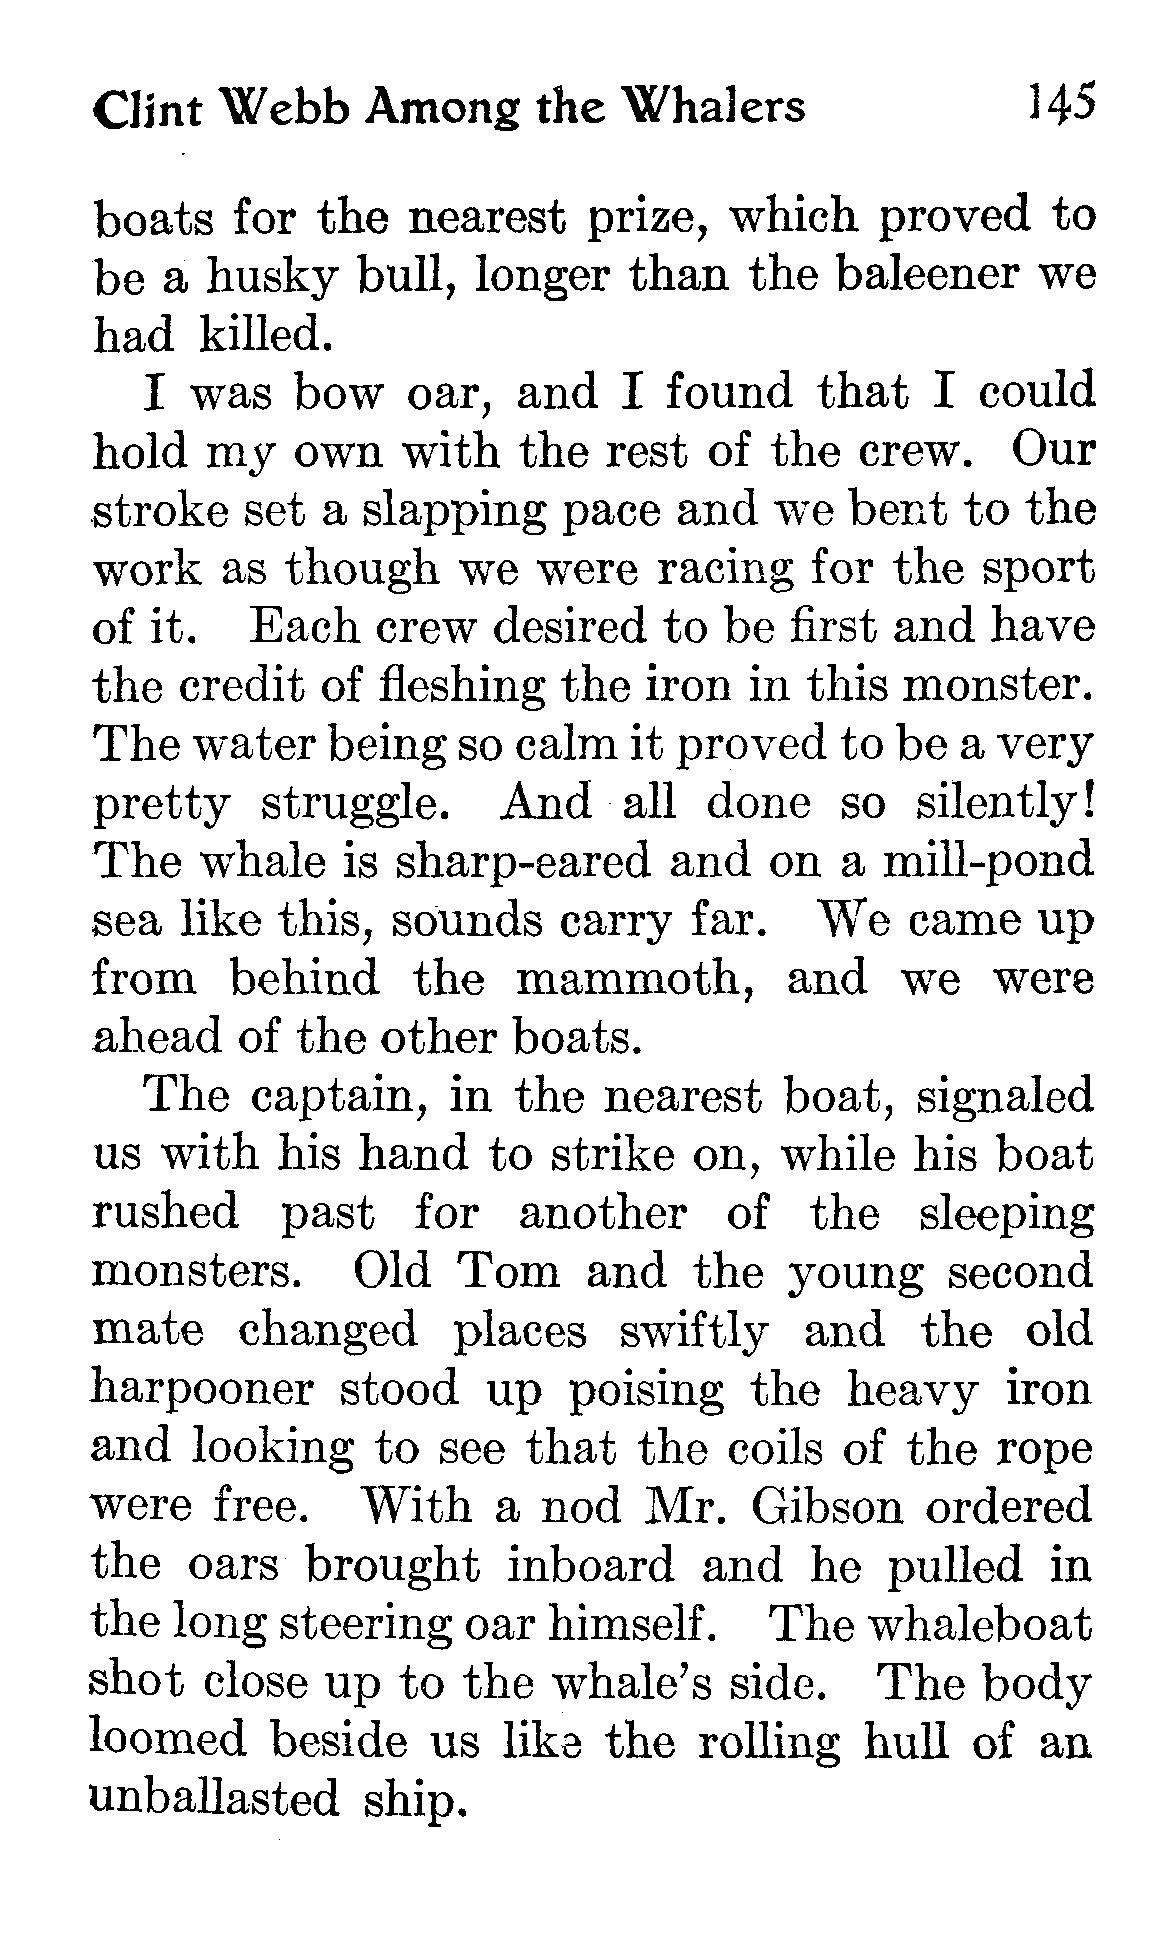 Clint Webb Among the Whalers 145
boats for the nearest prize, which proved to
be a husky bull, longer than the baleener we
had killed.
I was bow oar, and I found that I could
hold my own with the rest of the crew. Our
stroke set a slapping pace and we bent to the
work as though we were racing for the sport
of it. Each crew desired to be first and have
the credit of fleshing the iron in this monster.
The water being so calm it proved to be a very
pretty struggle. And all done so silently!
The whale is sharp-eared and on a mill-pond
sea like this, sounds carry far. We came up
from behind the mammoth, and we were
ahead of the other boats.
The captain, in the nearest boat, signaled
us with his hand to strike on, while his boat
rushed past for another of the sleeping
monsters. Old Tom and the young second
mate changed places swiftly and the old
harpooner stood up poising the heavy iron
and looking to see that the coils of the rope
were free. With a nod Mr. Gibson ordered
the oars brought inboard and he pulled in
the long steering oar himself. The whaleboat
shot close up to the whale's side. The body
loomed beside us like the rolling hull of an
unballasted ship.